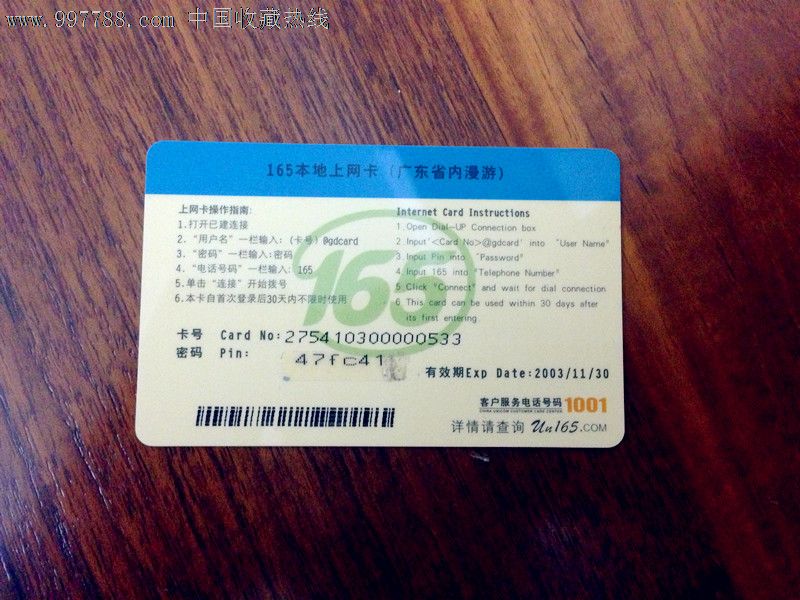 www.997788.com 中国收藏热线
165本地上网卡(广东省内漫游)
上网卡操作指南:
1.打开已建连接
2."用户名"一栏输入:(卡号)@gdcard
3."密码"一栏输入:密码
4."电话号码"一栏输入: 165
5.单击"连接"开始拨号
6.本卡自首次登录后30天内不限时使用
Internet Card Instructions
1.Open Dial-UP Connection box
2.Input'<Card No>@gdcard' into "User Name"
3.Input Pin into "Password"
4.Input 165 into "Telephone Number"
5 Click "Connect" and wait for dial connection
6 This card can be used within 30 days after
its first entering.
165
卡号 Card No:275410300000533
密码 Pin: 47fc41
有效期Exp Date:2003/11/30
客户服务电话号码 1001
CHINA UNICOM CUSTOMER CARE CENTER
详情请查询 Un165.COM